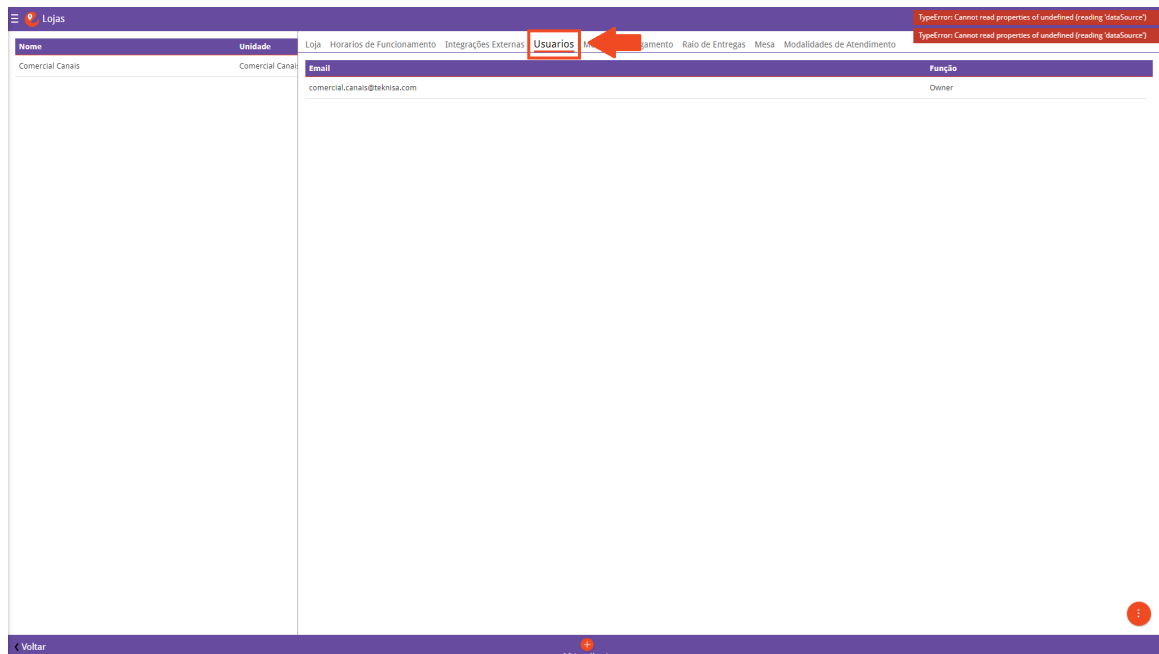 Lojas
TypeError: Cannot read properties of undefined (reading 'dataSource')
TypeError: Cannot read properties of undefined (reading 'dataSource')
Nome Unidade
Comercial Canais Comercial Canais
Loja Horarios de Funcionamento Integrações Externas Usuarios Raio de Entregas Mesa Modalidades de Atendimento
Email Função
comercial.canais@teknisa.com Owner
Voltar